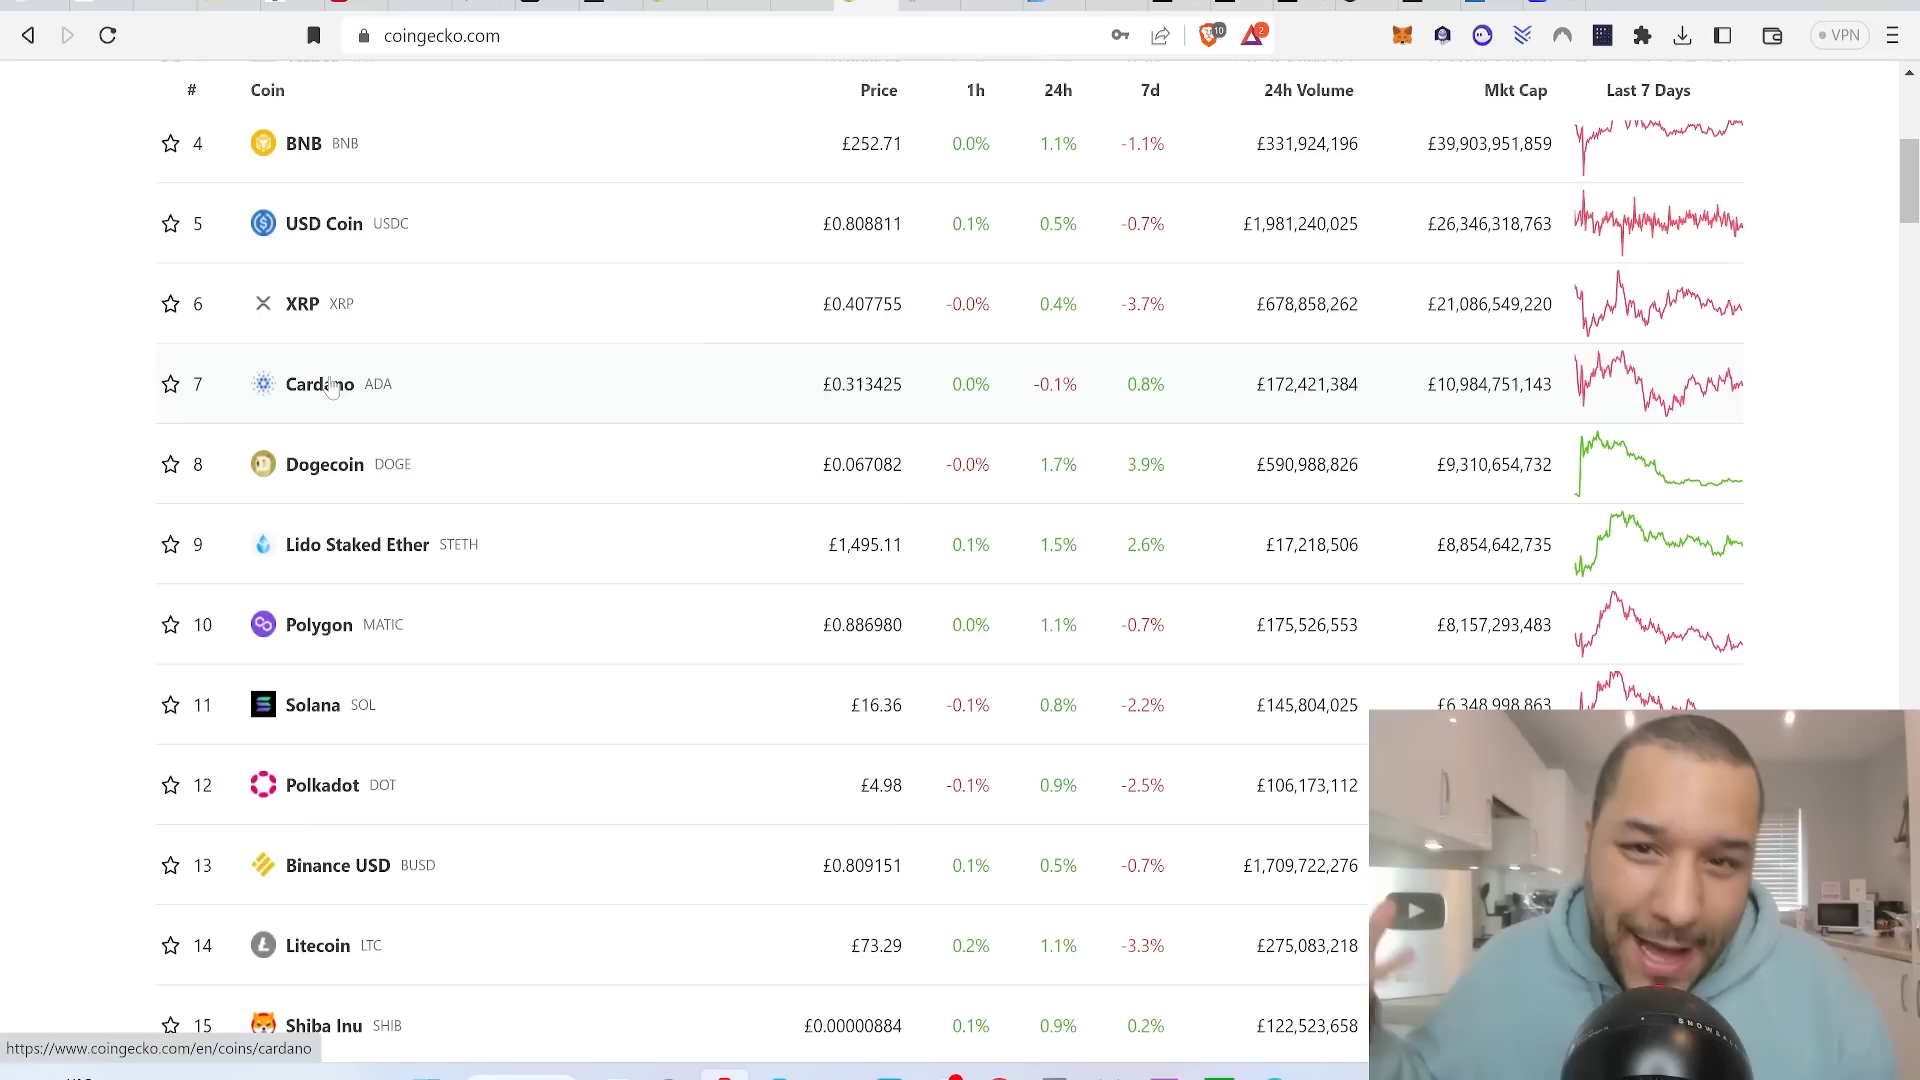 coingecko.com
10
2
VPN
# Coin Price 1h 24h 7d 24h Volume Mkt Cap Last 7 Days
4 BNB BNB £252.71 0.0% 1.1% -1.1% £331,924,196 £39,903,951,859
5 USD Coin USDC £0.808811 0.1% 0.5% -0.7% £1,981,240,025 £26,346,318,763
6 XRP XRP £0.407755 -0.0% 0.4% -3.7% £678,858,262 £21,086,549,220
7 Cardano ADA £0.313425 0.0% -0.1% 0.8% £172,421,384 £10,984,751,143
8 Dogecoin DOGE £0.067082 -0.0% 1.7% 3.9% £590,988,826 £9,310,654,732
9 Lido Staked Ether STETH £1,495.11 0.1% 1.5% 2.6% £17,218,506 £8,854,642,735
10 Polygon MATIC £0.886980 0.0% 1.1% -0.7% £175,526,553 £8,157,293,483
11 Solana SOL £16.36 -0.1% 0.8% -2.2% £145,804,025 £6,348,998,863
12 Polkadot DOT £4.98 -0.1% 0.9% -2.5% £106,173,112
13 Binance USD BUSD £0.809151 0.1% 0.5% -0.7% £1,709,722,276
14 Litecoin LTC £73.29 0.2% 1.1% -3.3% £275,083,218
15 Shiba Inu SHIB £0.00000884 0.1% 0.9% 0.2% £122,523,658
https://www.coingecko.com/en/coins/cardano